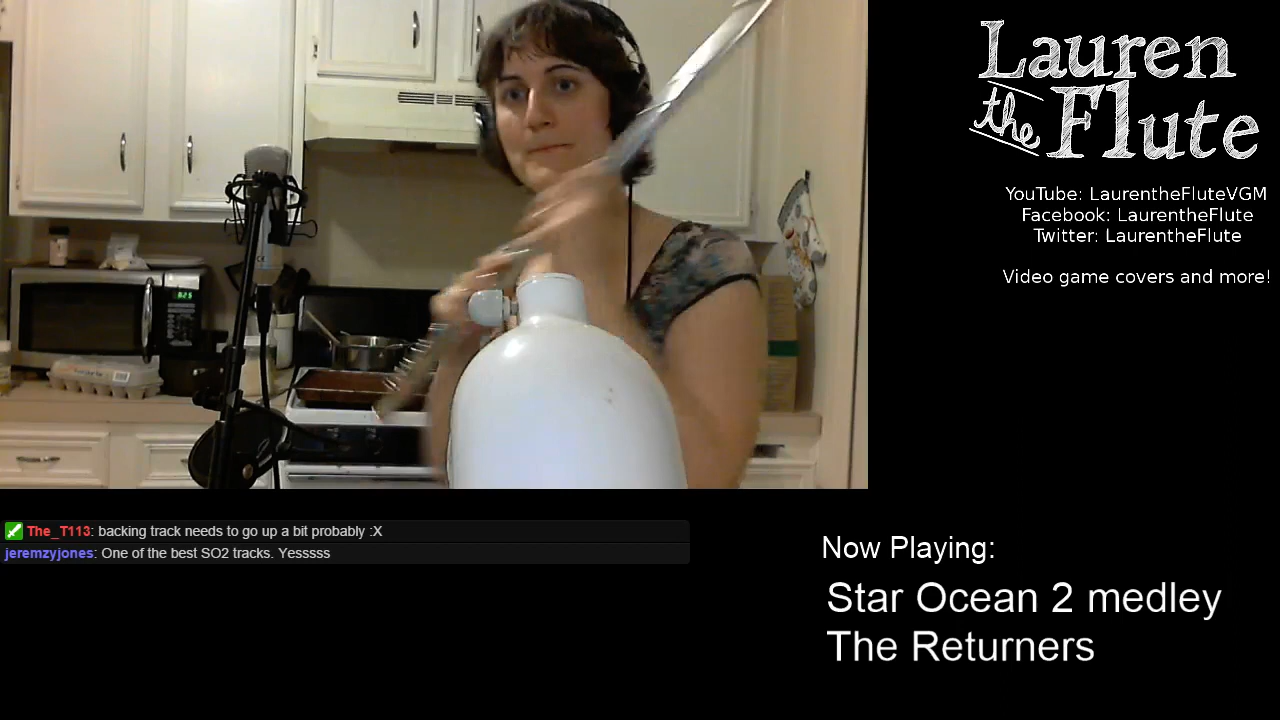 Lauren
the Flute
YouTube: LaurentheFluteVGM
Facebook: LaurentheFlute
Twitter: LaurentheFlute
Video game covers and more!
The_T113: backing track needs to go up a bit probably :X
jeremzyjones: One of the best SO2 tracks. Yesssss
Now Playing:
Star Ocean 2 medley
The Returners